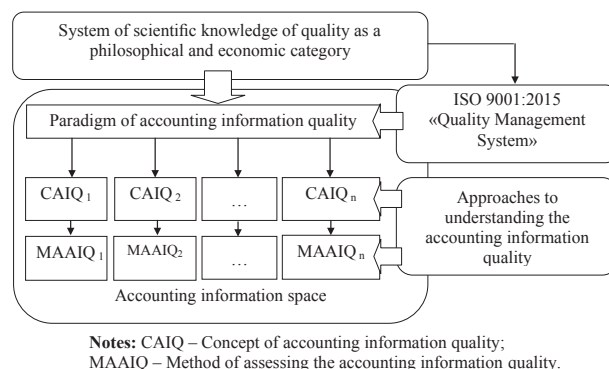 System of scientific knowledge of quality as a
philosophical and economic category
ISO 9001:2015
«Quality Management
System»
Paradigm of accounting information quality
CAIQ 1
CAIQ 2
...
CAIQ n
Approaches to
understanding the
accounting information
quality
MAAIQ 1
MAAIQ2
...
MAAIQ n
Accounting information space
Notes: CAIQ – Concept of accounting information quality;
MAAIQ – Method of assessing the accounting information quality.